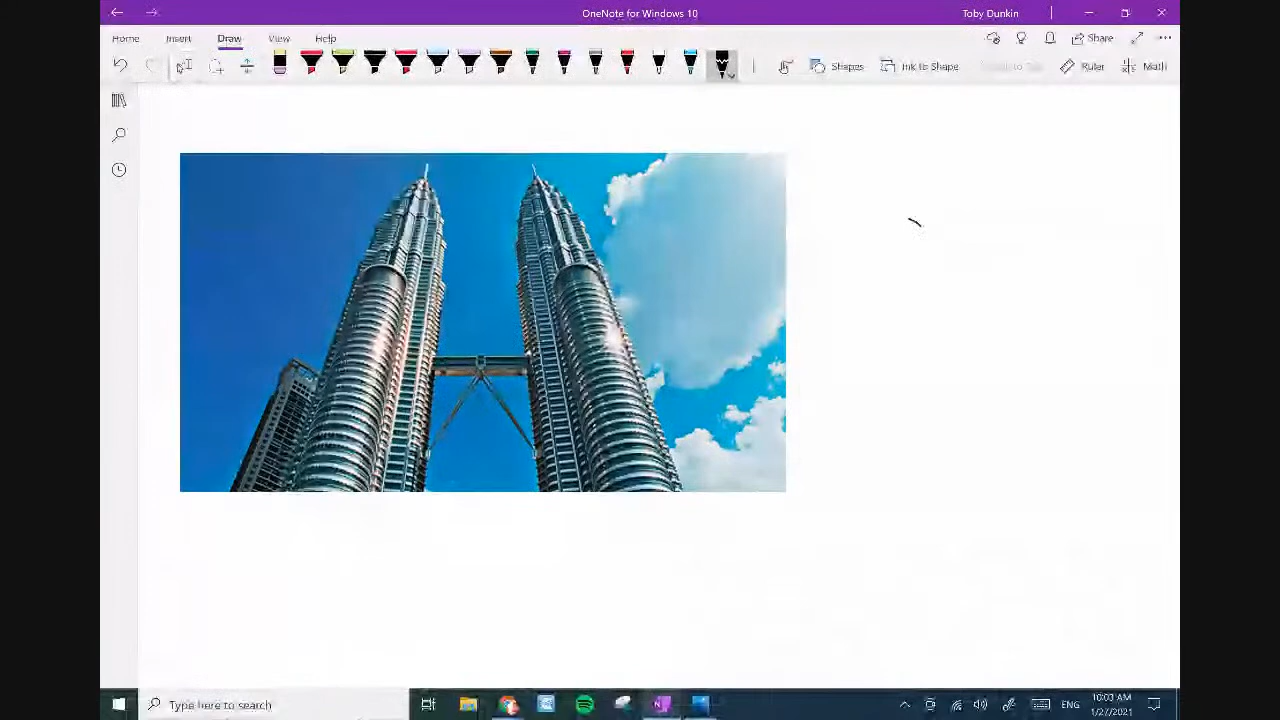 OneNote for Windows 10
Toby Dunkin
Home Insert Draw View Help
Share
Shapes
Ink to Shape
Ruler
Math
Type here to search
ENG
10:03 AM
1/27/2021